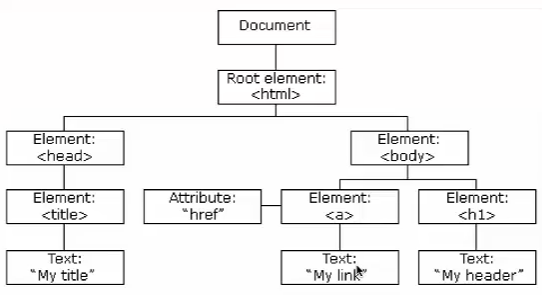 Document
Root element:
<html>
Element:
<head>
Element:
<body>
Element:
<title>
Attribute:
"href"
Element:
<a>
Element:
<h1>
Text:
"My title"
Text:
"My link"
Text:
"My header"